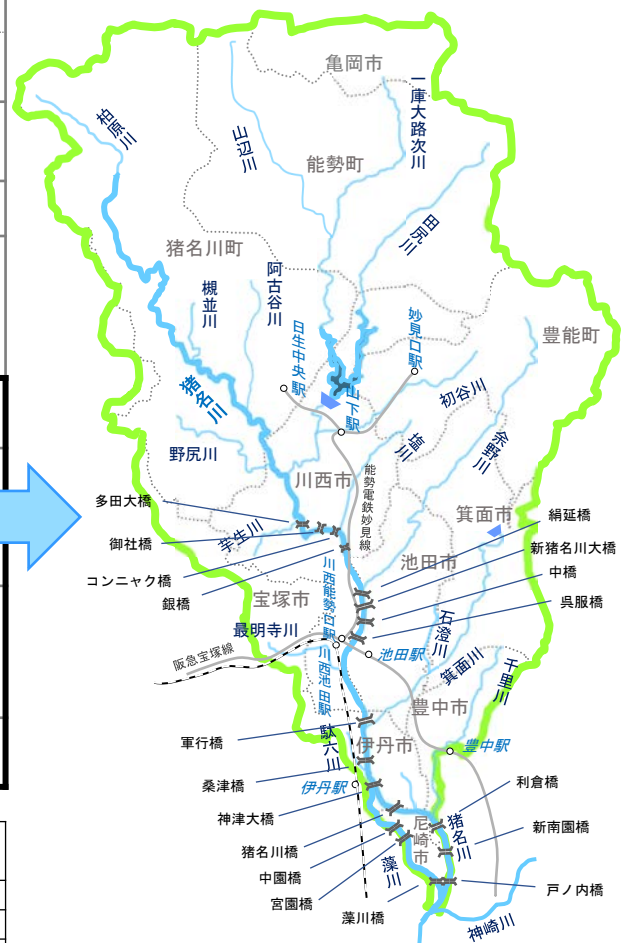 亀岡市
一庫大路次川
柏原川
山辺川
能勢町
田尻川
猪名川町
阿古谷川
槻並川
日生中央駅
妙見口駅
豊能町
山下駅
初谷川
猪名川
塩川
余野川
野尻川
川西市
能勢電鉄妙見線
箕面市
多田大橋
芋生川
絹延橋
御社橋
新猪名川大橋
池田市
中橋
コンニャク橋
銀橋
川西能勢口駅
宝塚市
呉服橋
石澄川
最明寺川
池田駅
箕面川
阪急宝塚線
川西池田駅
千里川
豊中市
軍行橋
駄六川
伊丹市
豊中駅
桑津橋
伊丹駅
利倉橋
神津大橋
尼崎市
猪名川
新南園橋
猪名川橋
中園橋
藻川
宮園橋
戸ノ内橋
藻川橋
神崎川